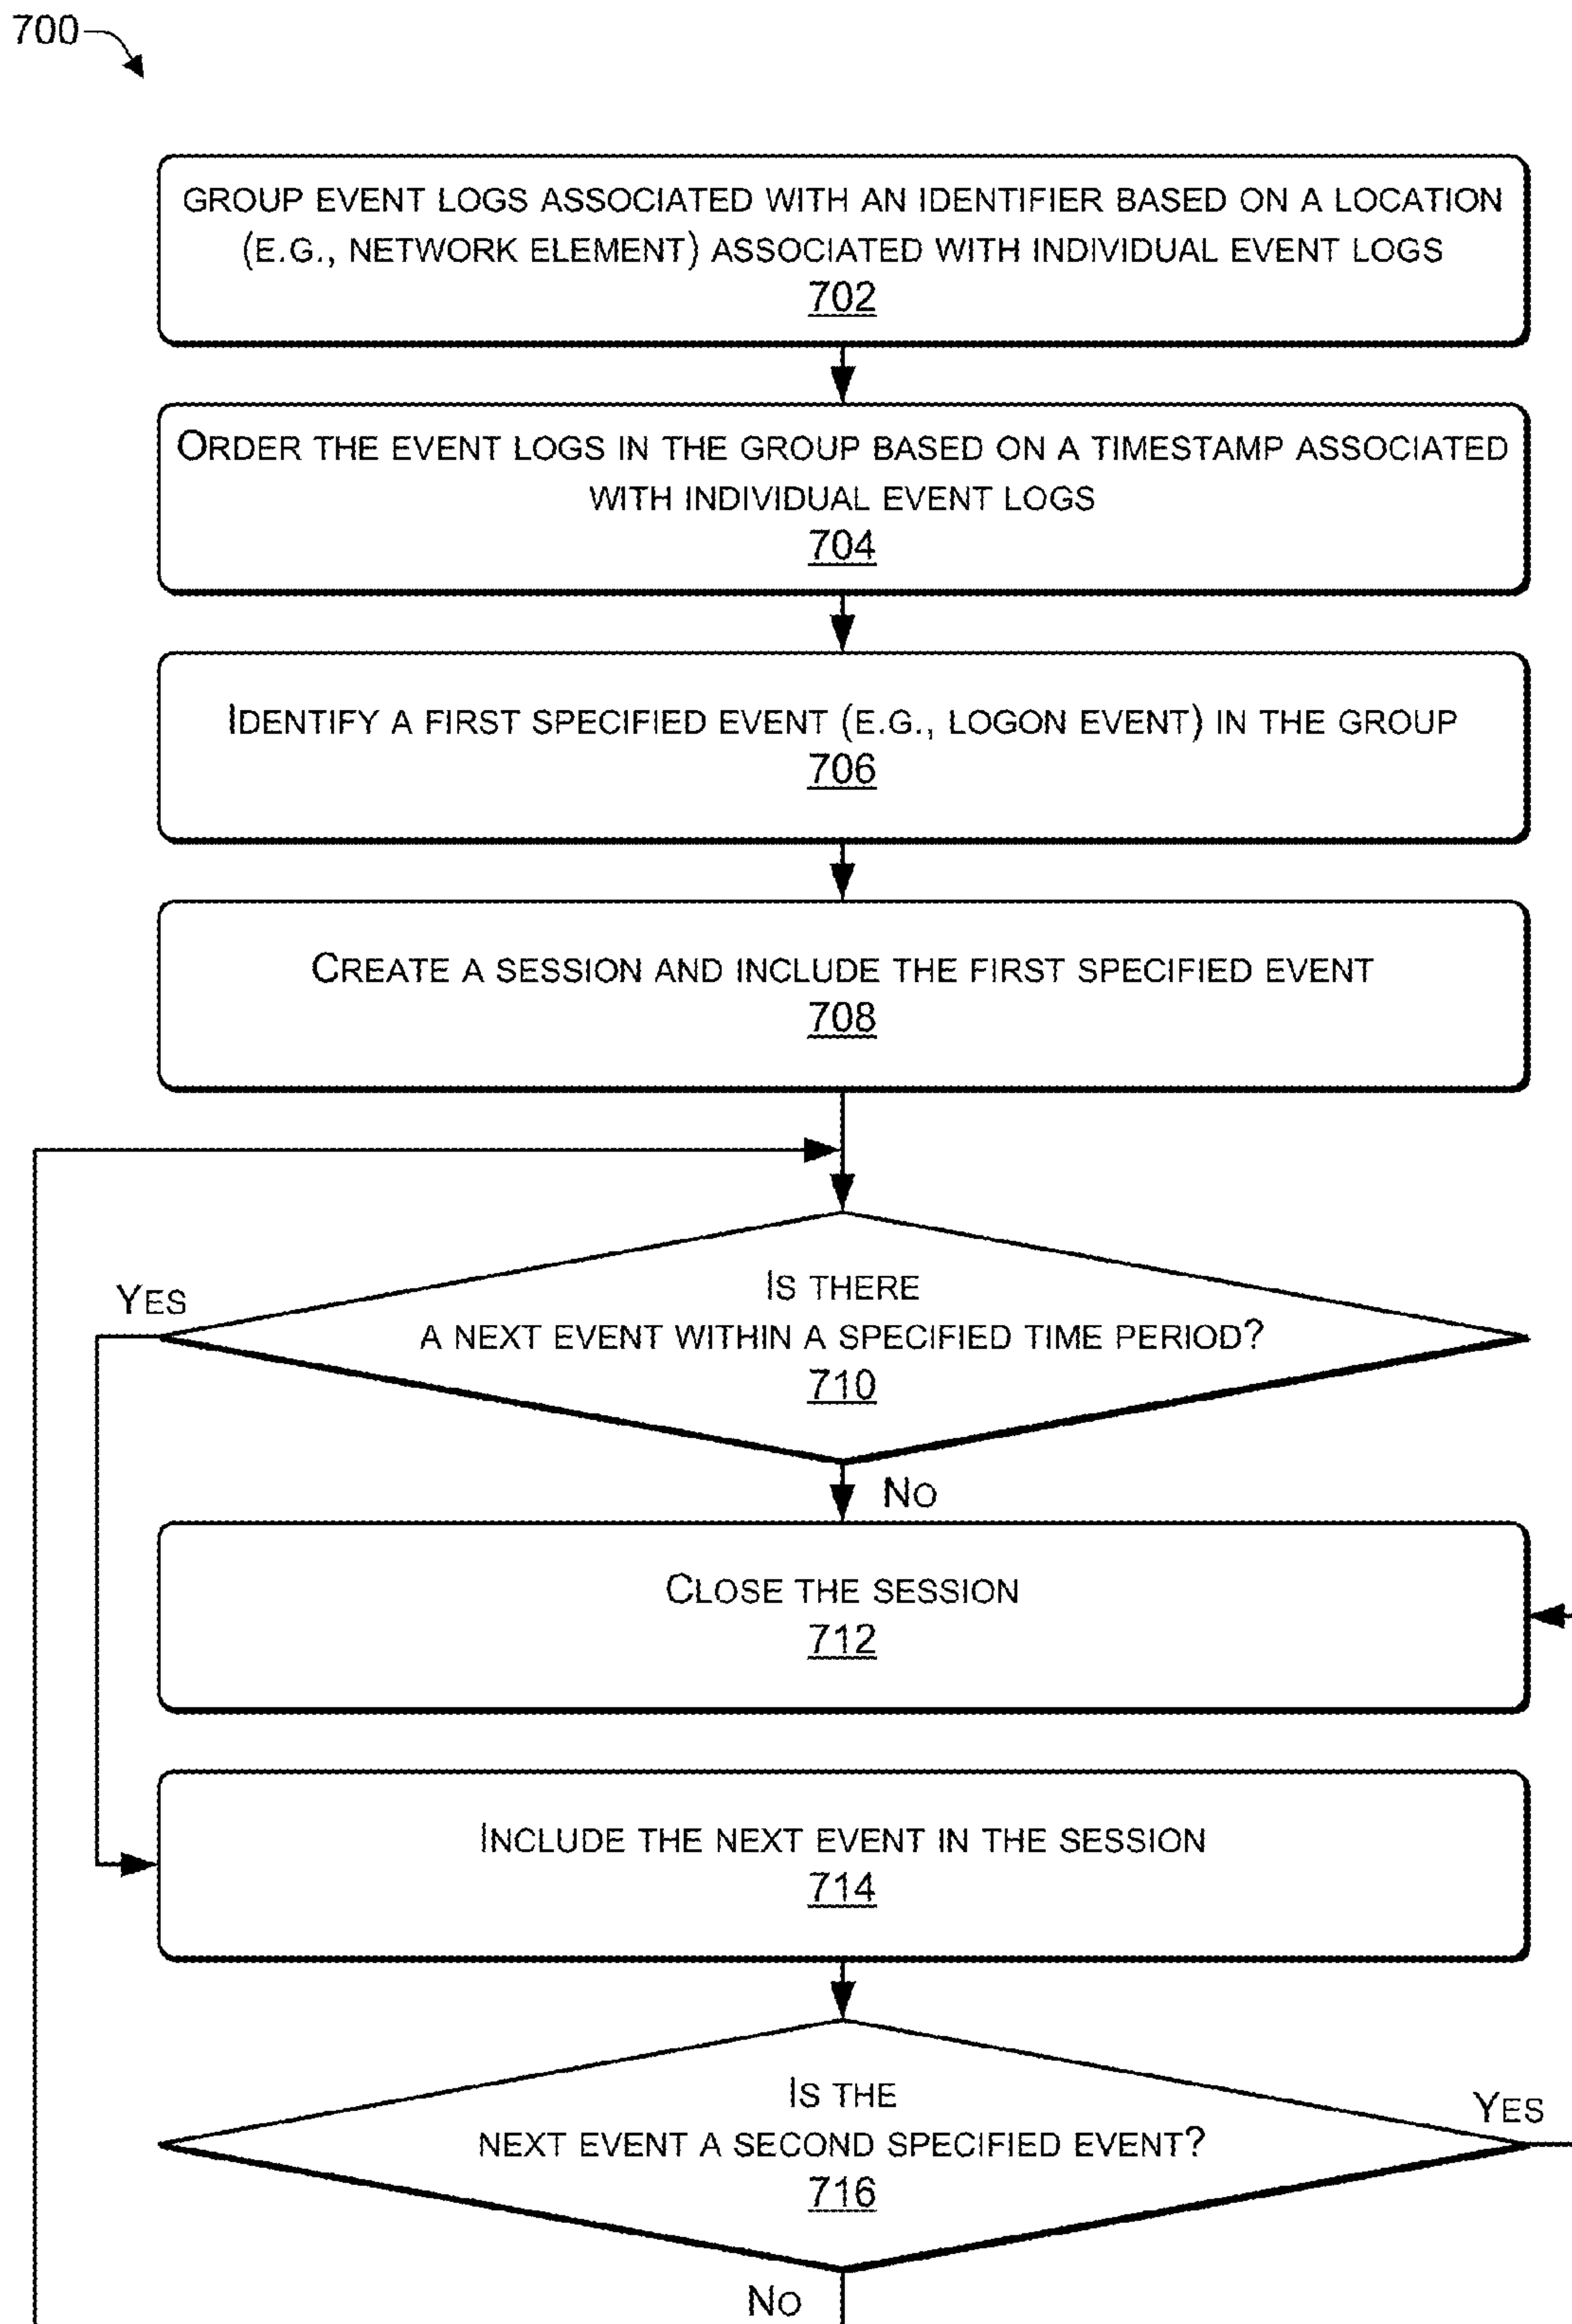 700
GROUP EVENT LOGS ASSOCIATED WITH AN IDENTIFIER BASED ON A LOCATION
(E.G., NETWORK ELEMENT) ASSOCIATED WITH INDIVIDUAL EVENT LOGS
702
ORDER THE EVENT LOGS IN THE GROUP BASED ON A TIMESTAMP ASSOCIATED
WITH INDIVIDUAL EVENT LOGS
704
IDENTIFY A FIRST SPECIFIED EVENT (E.G., LOGON EVENT) IN THE GROUP
706
CREATE A SESSION AND INCLUDE THE FIRST SPECIFIED EVENT
708
YES
IS THERE
A NEXT EVENT WITHIN A SPECIFIED TIME PERIOD?
710
NO
CLOSE THE SESSION
712
INCLUDE THE NEXT EVENT IN THE SESSION
714
IS THE
NEXT EVENT A SECOND SPECIFIED EVENT?
716
YES
NO